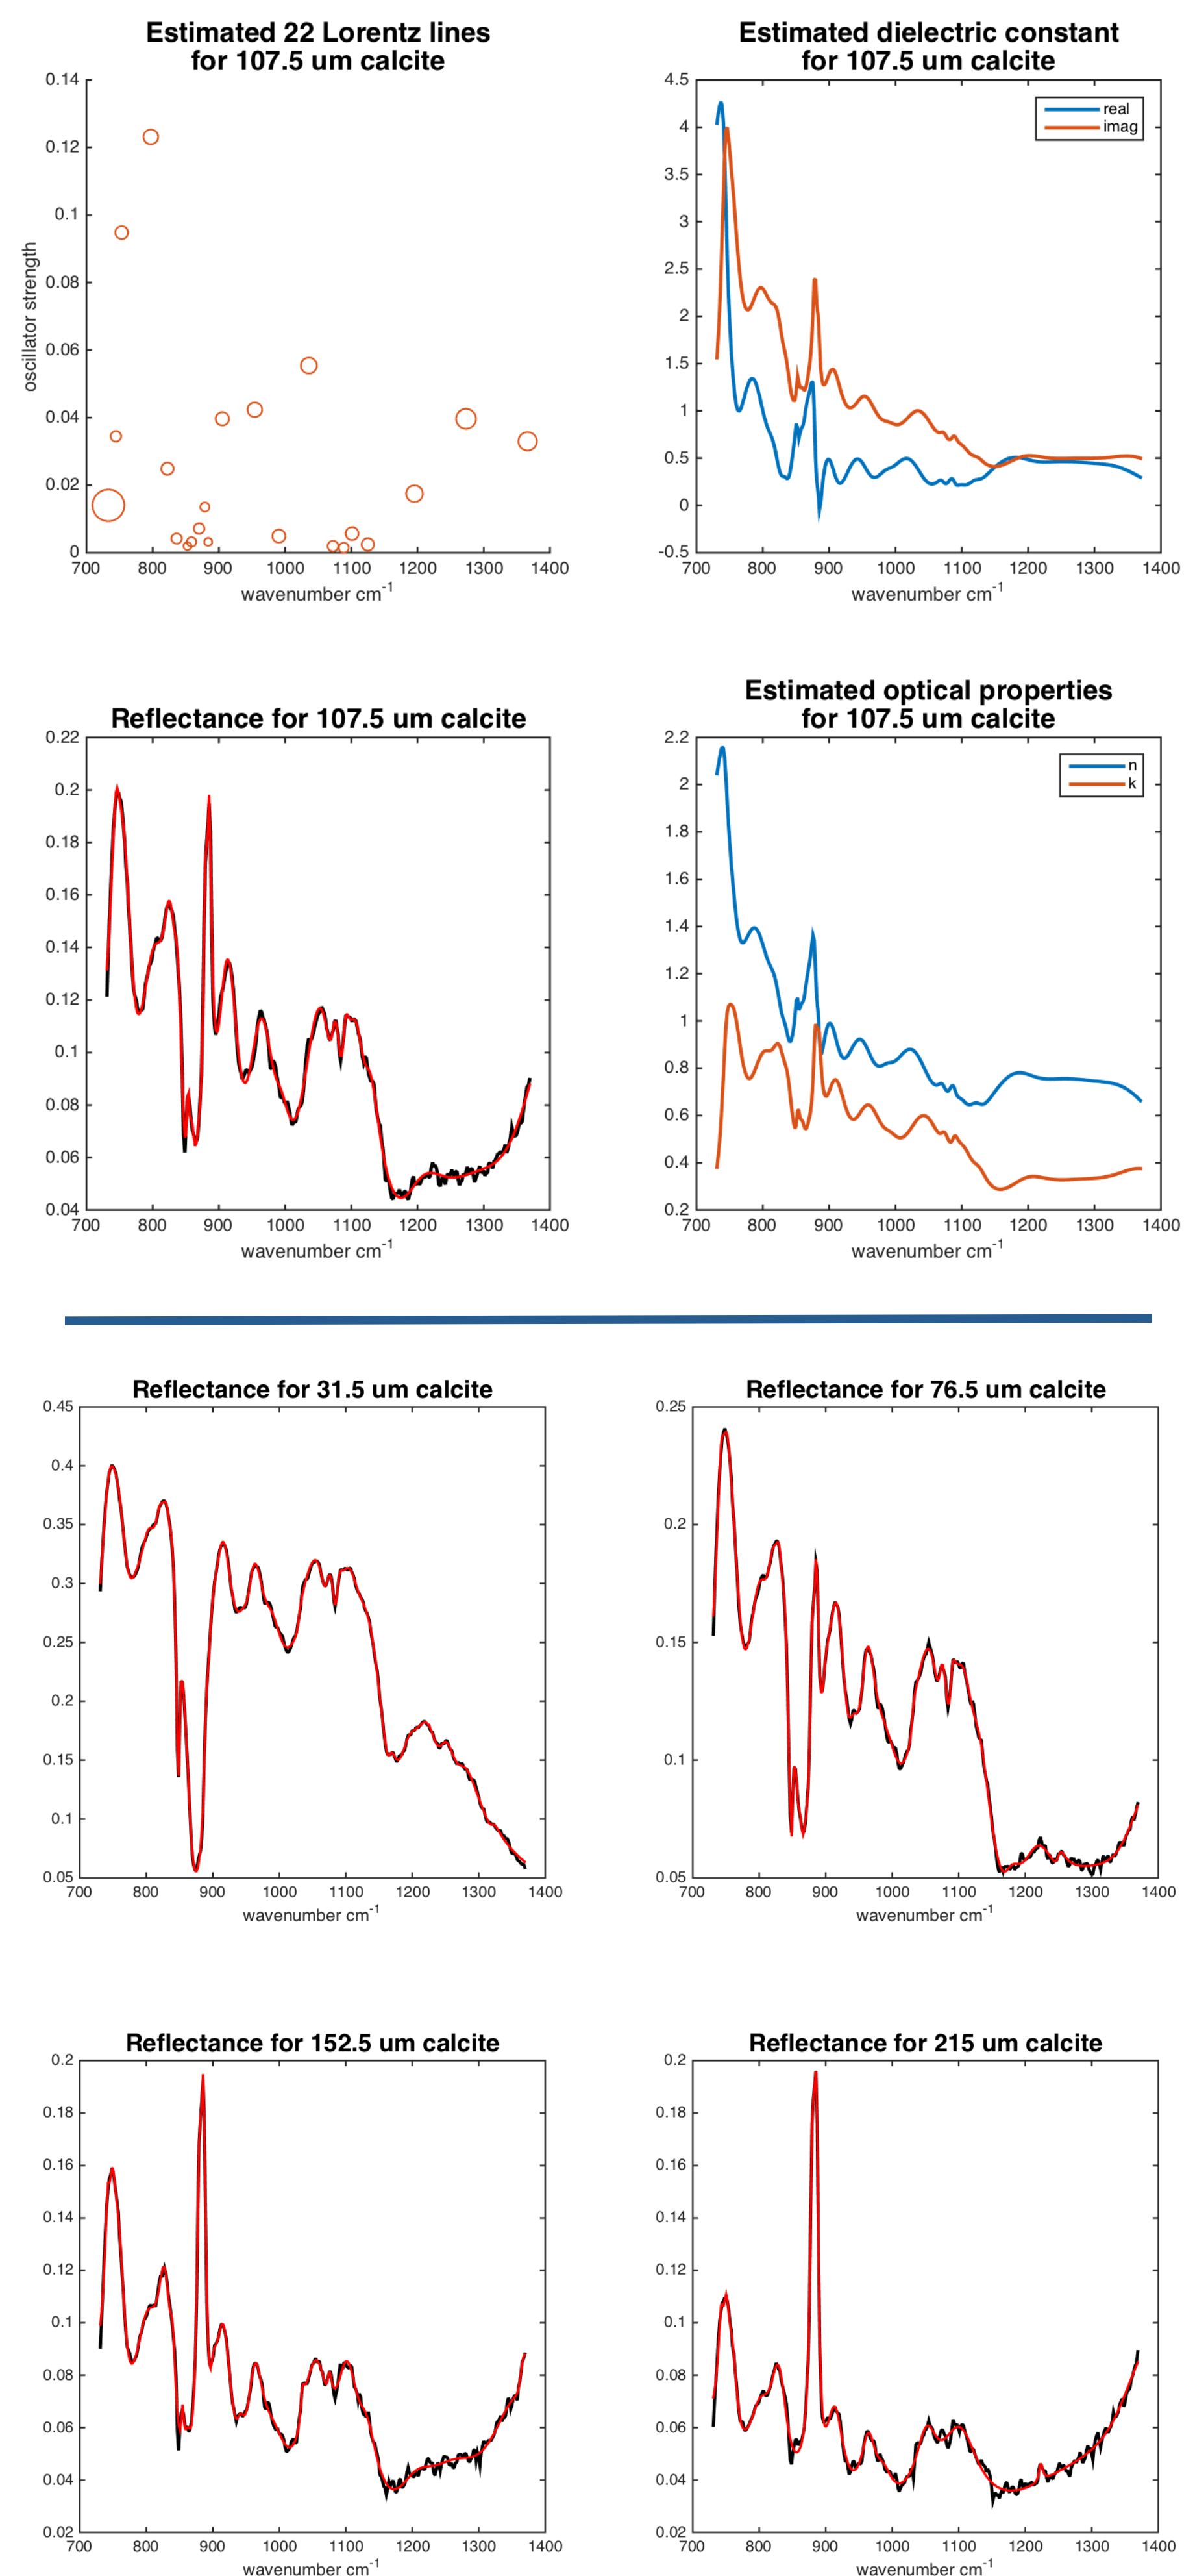 Estimated 22 Lorentz lines
for 107.5 um calcite
0.14
0.12
0.1
0.08
0.06
0.04
0.02
0
oscillator strength
700 800 900 1000 1100 1200 1300 1400
wavenumber cm-1
Estimated dielectric constant
for 107.5 um calcite
4.5
4
3.5
3
2.5
2
1.5
1
0.5
0
-0.5
real
imag
700 800 900 1000 1100 1200 1300 1400
wavenumber cm-1
Reflectance for 107.5 um calcite
0.22
0.2
0.18
0.16
0.14
0.12
0.1
0.08
0.06
0.04
700 800 900 1000 1100 1200 1300 1400
wavenumber cm-1
Estimated optical properties
for 107.5 um calcite
2.2
2
1.8
1.6
1.4
1.2
1
0.8
0.6
0.4
0.2
n
k
700 800 900 1000 1100 1200 1300 1400
wavenumber cm-1
Reflectance for 31.5 um calcite
0.45
0.4
0.35
0.3
0.25
0.2
0.15
0.1
0.05
700 800 900 1000 1100 1200 1300 1400
wavenumber cm-1
Reflectance for 76.5 um calcite
0.25
0.2
0.15
0.1
0.05
700 800 900 1000 1100 1200 1300 1400
wavenumber cm-1
Reflectance for 152.5 um calcite
0.2
0.18
0.16
0.14
0.12
0.1
0.08
0.06
0.04
0.02
700 800 900 1000 1100 1200 1300 1400
wavenumber cm-1
Reflectance for 215 um calcite
0.2
0.18
0.16
0.14
0.12
0.1
0.08
0.06
0.04
0.02
700 800 900 1000 1100 1200 1300 1400
wavenumber cm-1